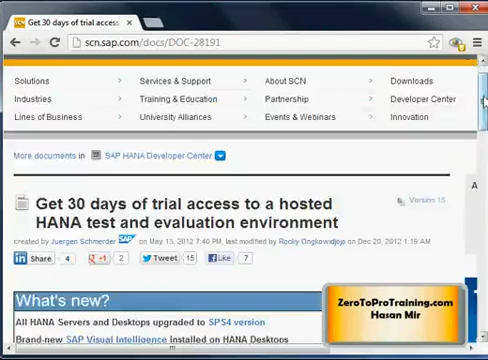 Get 30 days of trial access
scn.sap.com/docs/DOC-28191
Solutions Services & Support About SCN Downloads
Industries Training & Education Partnership Developer Center
Lines of Business University Alliances Events & Webinars Innovation
More documents in SAP HANA Developer Center
Get 30 days of trial access to a hosted
HANA test and evaluation environment
Version 15
created by Juergen Schmerder SAP on May 13, 2012 7:40 PM, last modified by Rocky Ongkowidjojo on Dec 20, 2012 1:19 AM
in Share 4 g+1 2 Tweet 15 Like 7
What's new?
All HANA Servers and Desktops upgraded to SPS4 version
Brand-new SAP Visual Intelligence installed on HANA Desktops
ZeroToProTraining.com
Hasan Mir
A